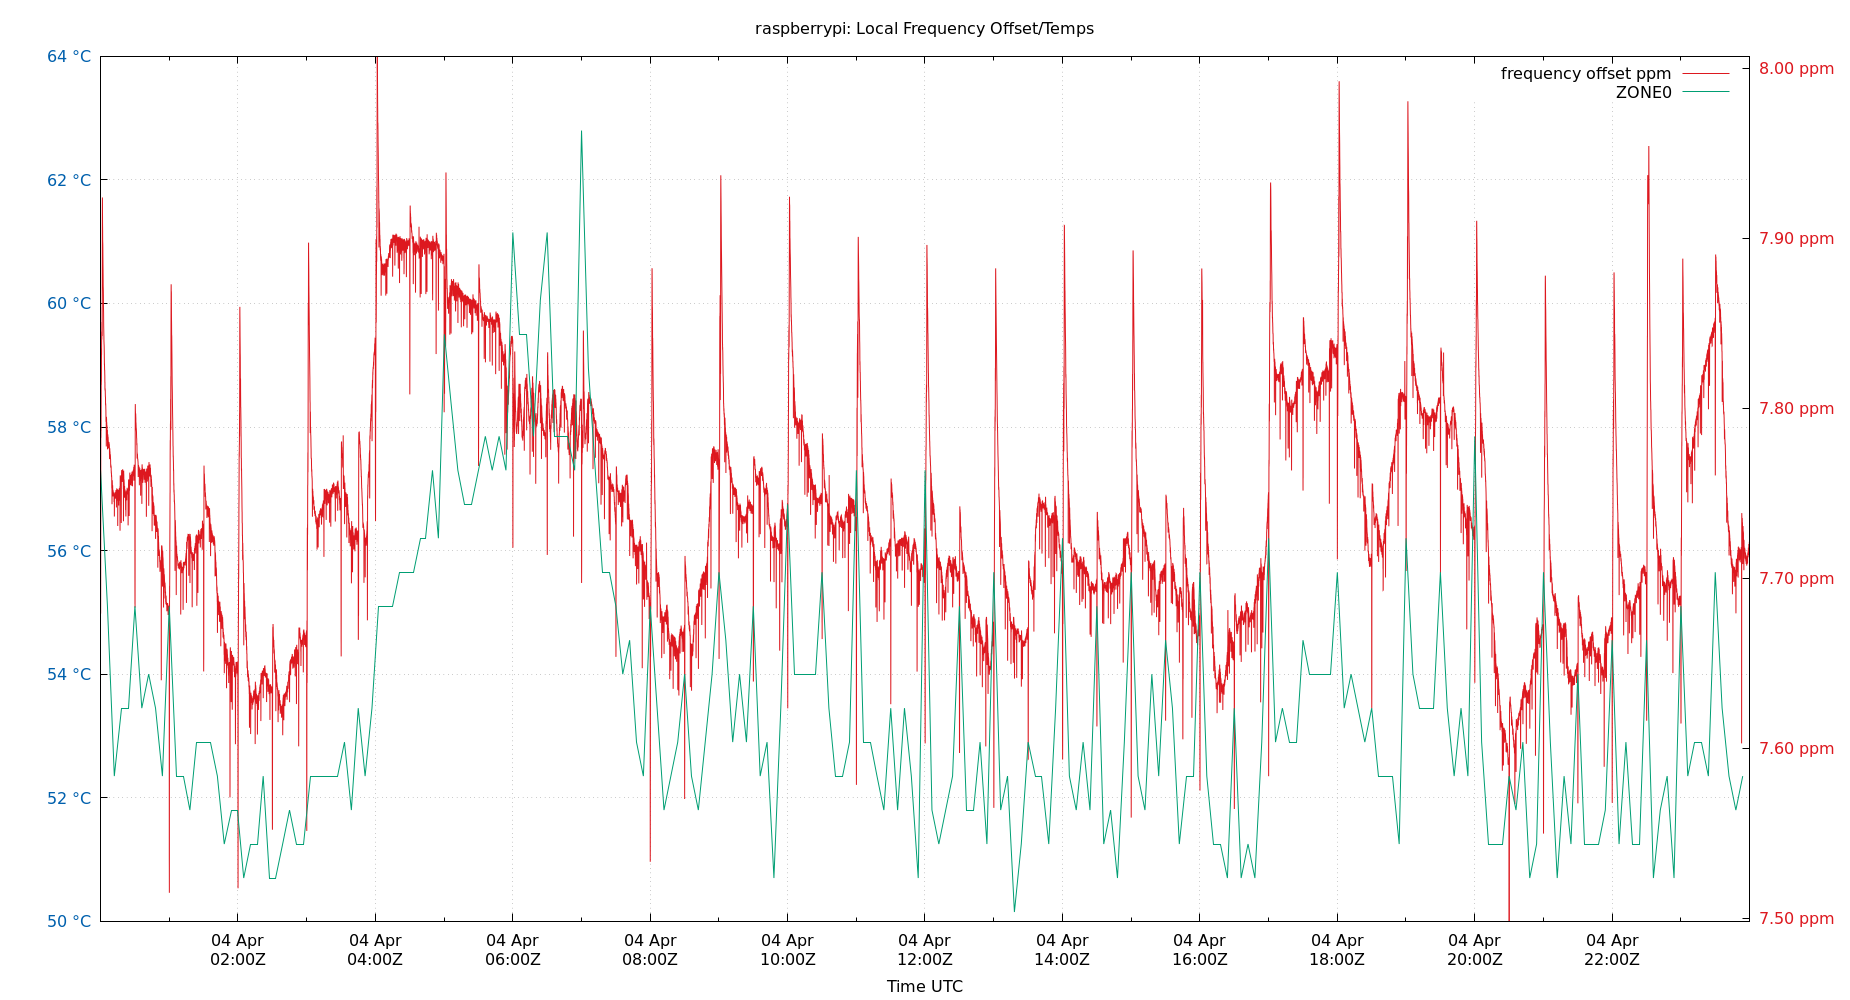 raspberrypi: Local Frequency Offset/Temps
64 °C
62 °C
60 °C
58 °C
56 °C
54 °C
52 °C
50 °C
frequency offset ppm
ZONE0
8.00 ppm
7.90 ppm
7.80 ppm
7.70 ppm
7.60 ppm
7.50 ppm
04 Apr
02:00Z
04 Apr
04:00Z
04 Apr
06:00Z
04 Apr
08:00Z
04 Apr
10:00Z
04 Apr
12:00Z
04 Apr
14:00Z
04 Apr
16:00Z
04 Apr
18:00Z
04 Apr
20:00Z
04 Apr
22:00Z
Time UTC